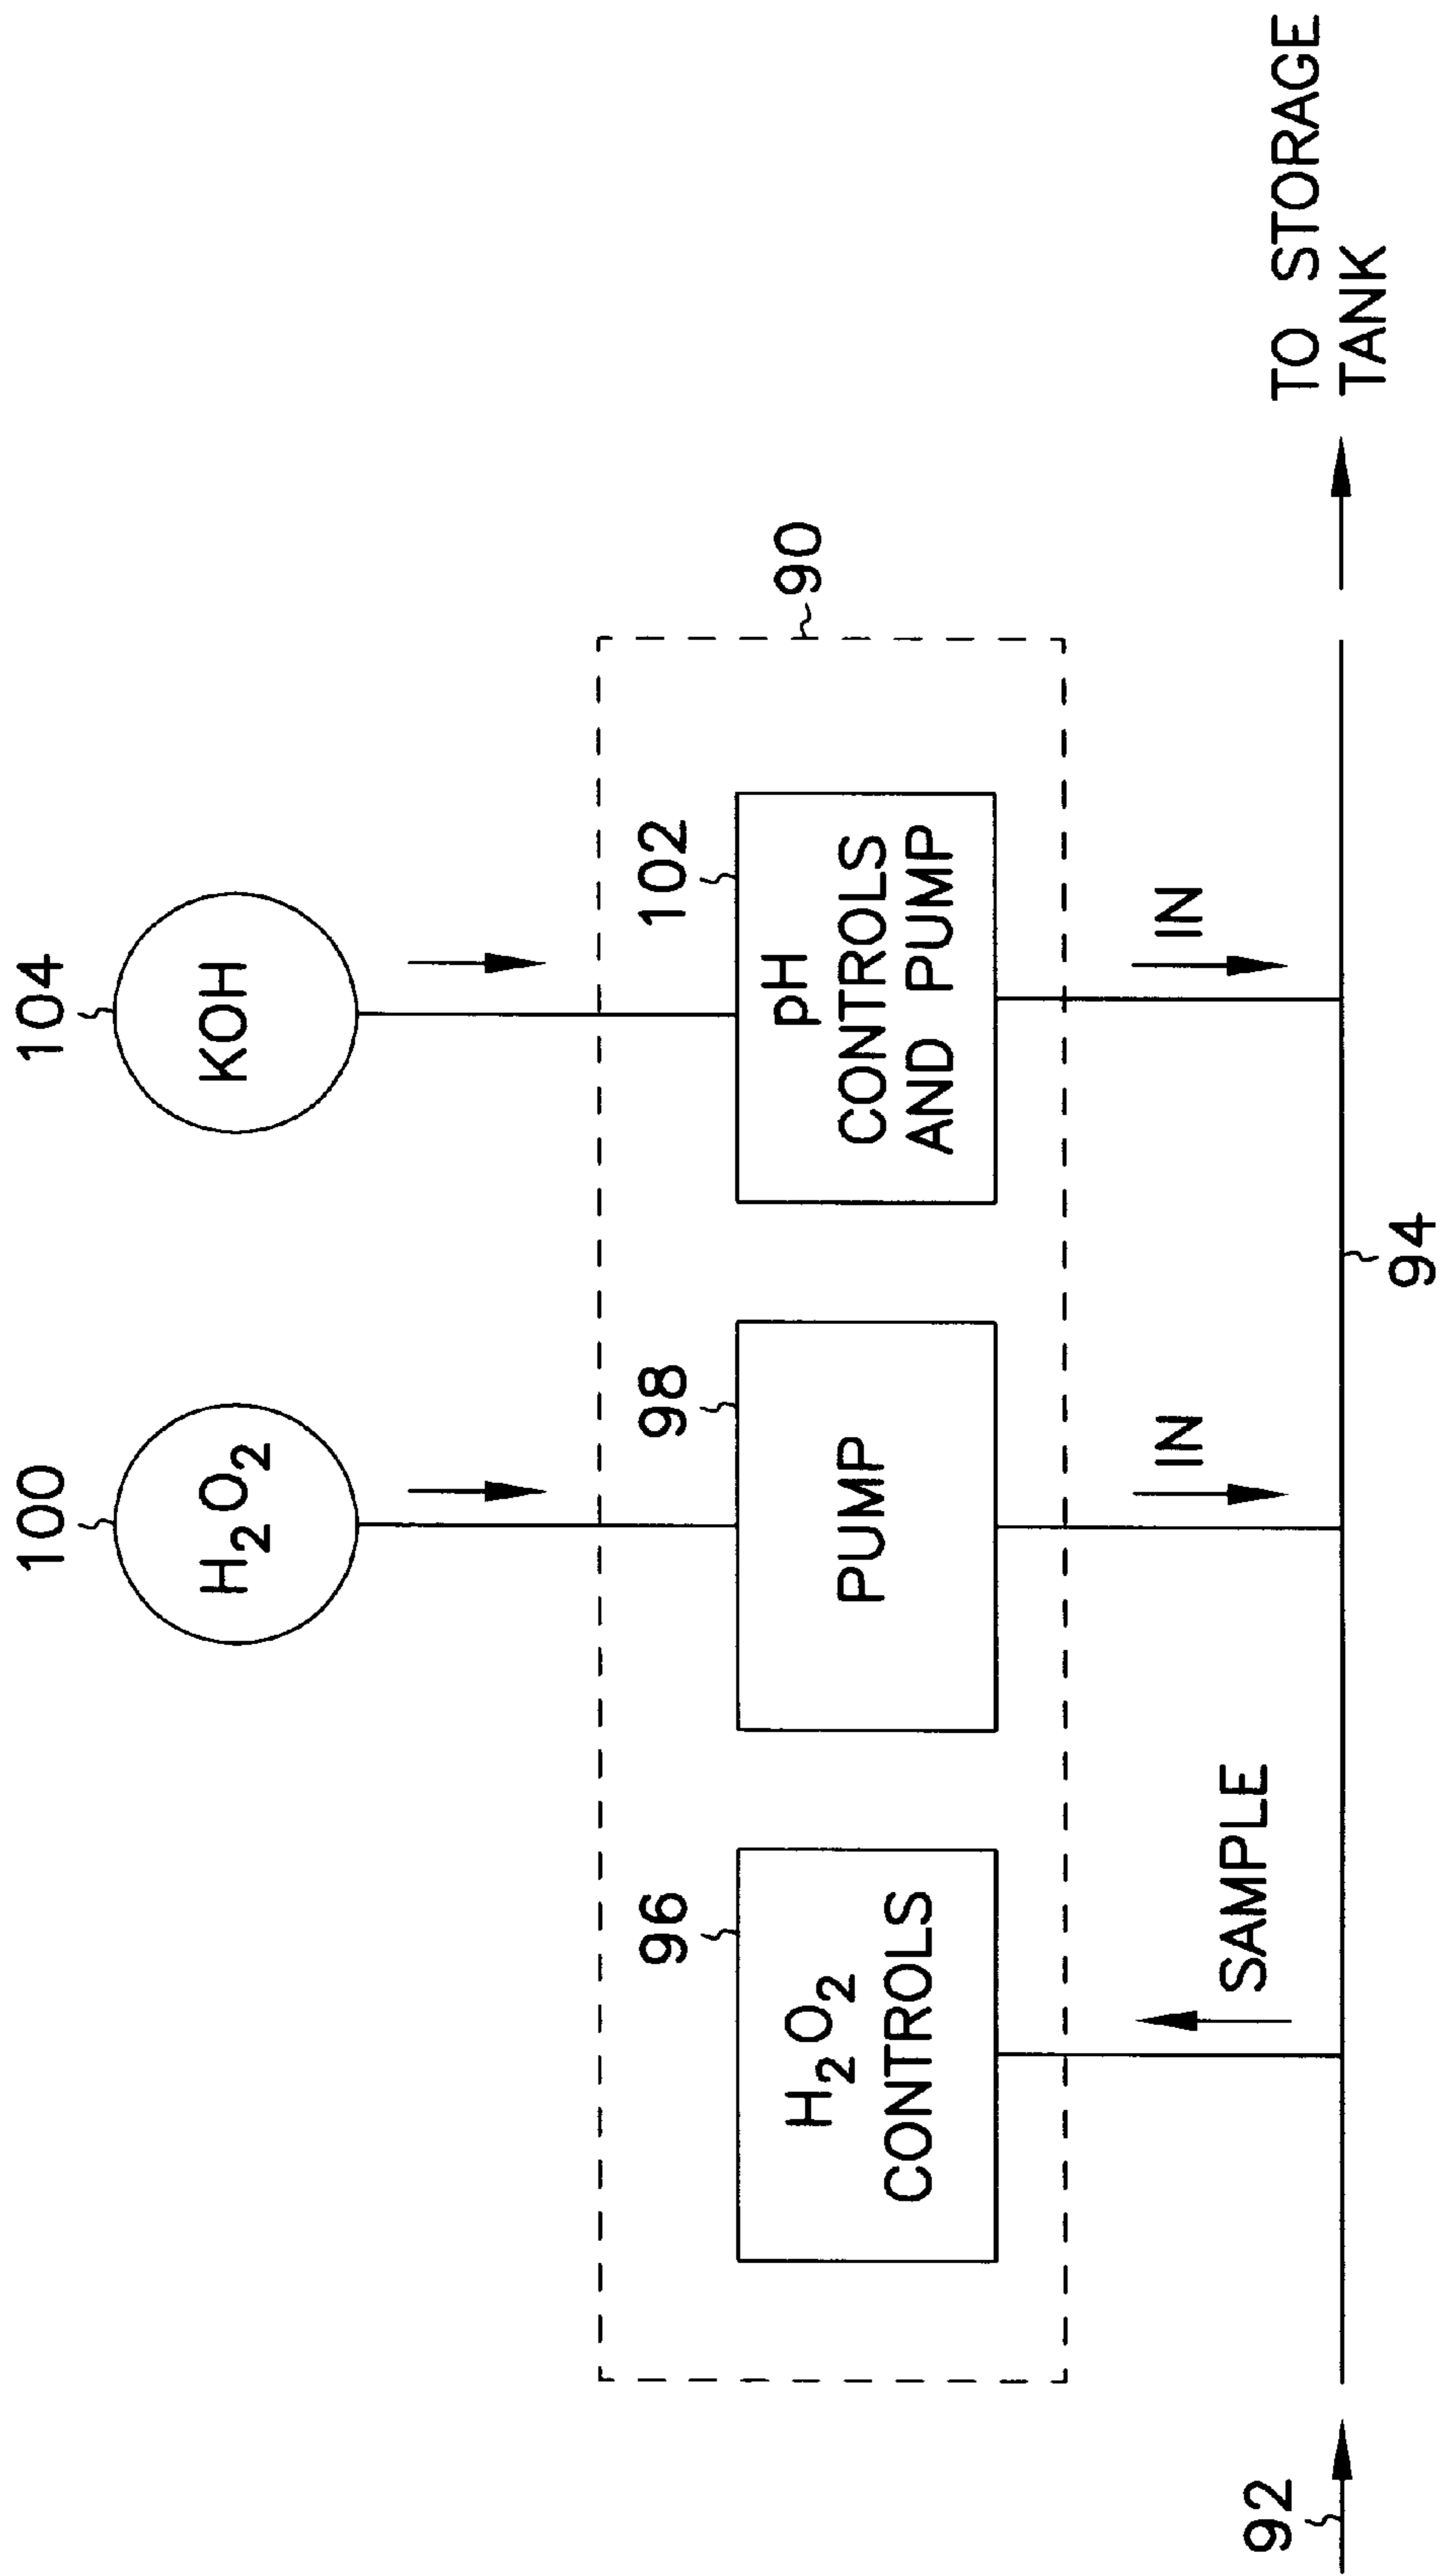 100
104
H2O2
KOH
90
96
98
102
H2O2
CONTROLS
PUMP
pH
CONTROLS
AND PUMP
SAMPLE
IN
IN
92
94
TO STORAGE
TANK